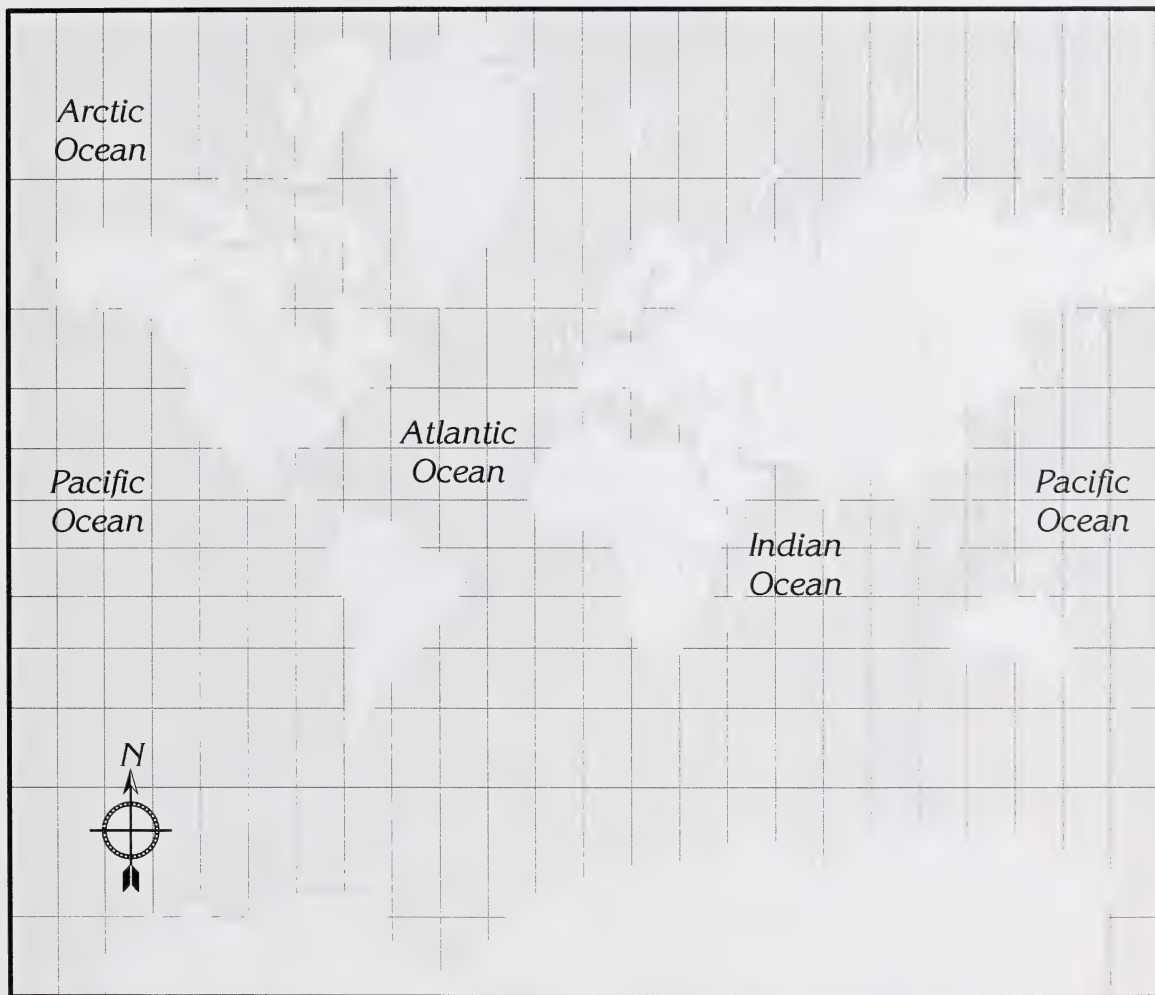 Arctic
Ocean
Atlantic
Ocean
Pacific
Ocean
Pacific
Ocean
Indian
Ocean
N